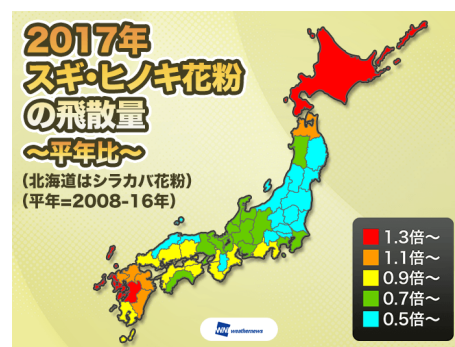 2017年
スギ・ヒノキ花粉
の飛散量
～平年比～
（北海道はシラカバ花粉）
（平年=2008-16年）
1.3倍～
1.1倍～
0.9倍～
0.7倍～
0.5倍～
weathernews